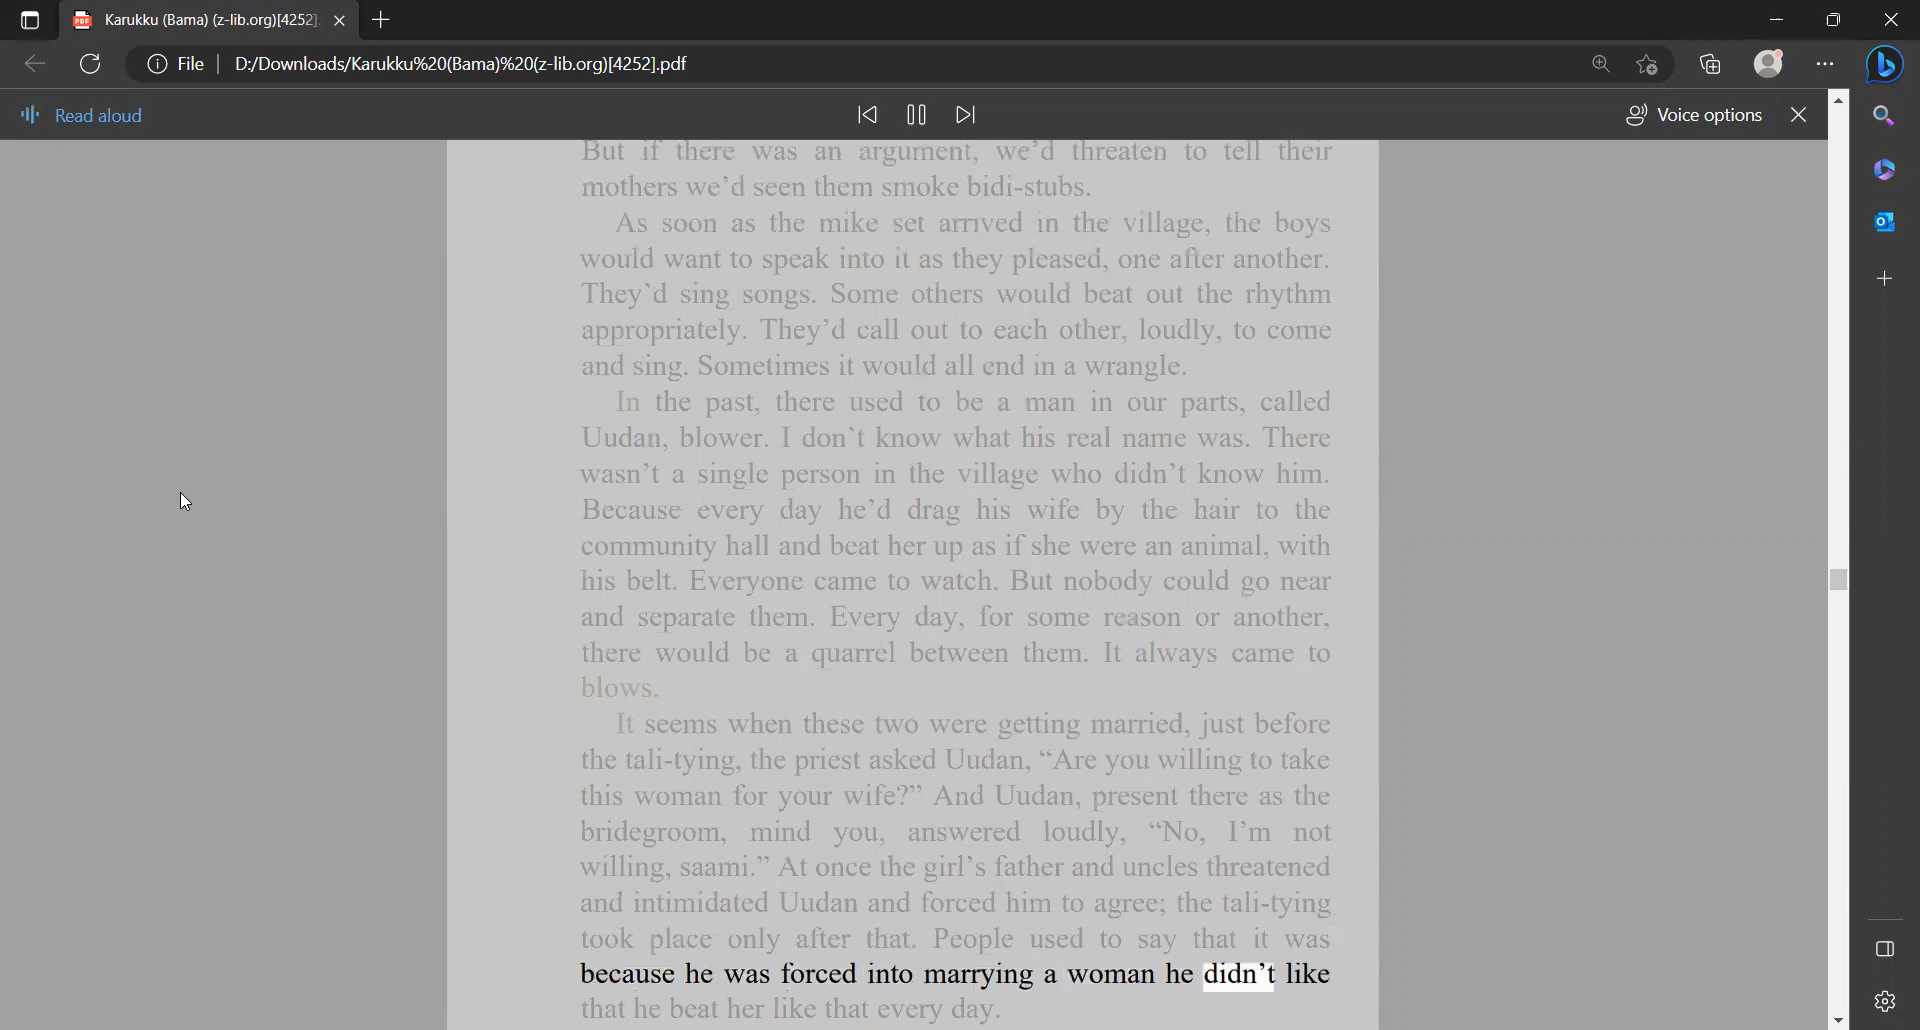 Karukku (Bama) (z-lib.org)[4252].
File D:/Downloads/Karukku%20(Bama)%20(z-lib.org)[4252].pdf
Read aloud Voice options
But if there was an argument, we’d threaten to tell their
mothers we’d seen them smoke bidi-stubs.
As soon as the mike set arrived in the village, the boys
would want to speak into it as they pleased, one after another.
They’d sing songs. Some others would beat out the rhythm
appropriately. They’d call out to each other, loudly, to come
and sing. Sometimes it would all end in a wrangle.
In the past, there used to be a man in our parts, called
Uudan, blower. I don’t know what his real name was. There
wasn’t a single person in the village who didn’t know him.
Because every day he’d drag his wife by the hair to the
community hall and beat her up as if she were an animal, with
his belt. Everyone came to watch. But nobody could go near
and separate them. Every day, for some reason or another,
there would be a quarrel between them. It always came to
blows.
It seems when these two were getting married, just before
the tali-tying, the priest asked Uudan, “Are you willing to take
this woman for your wife?” And Uudan, present there as the
bridegroom, mind you, answered loudly, “No, I’m not
willing, saami.” At once the girl’s father and uncles threatened
and intimidated Uudan and forced him to agree; the tali-tying
took place only after that. People used to say that it was
because he was forced into marrying a woman he didn’t like
that he beat her like that every day.